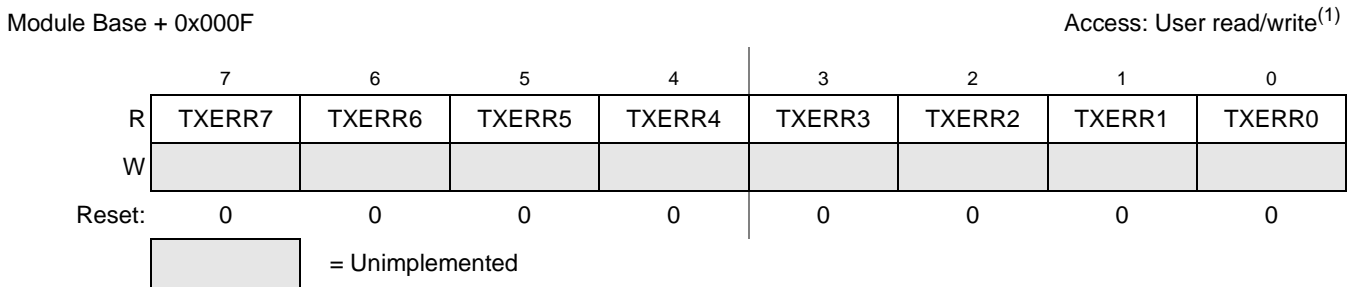 Module Base + 0x000F Access: User read/write(1)
7 6 5 4 3 2 1 0
R TXERR7 TXERR6 TXERR5 TXERR4 TXERR3 TXERR2 TXERR1 TXERR0
W
Reset: 0 0 0 0 0 0 0 0
= Unimplemented